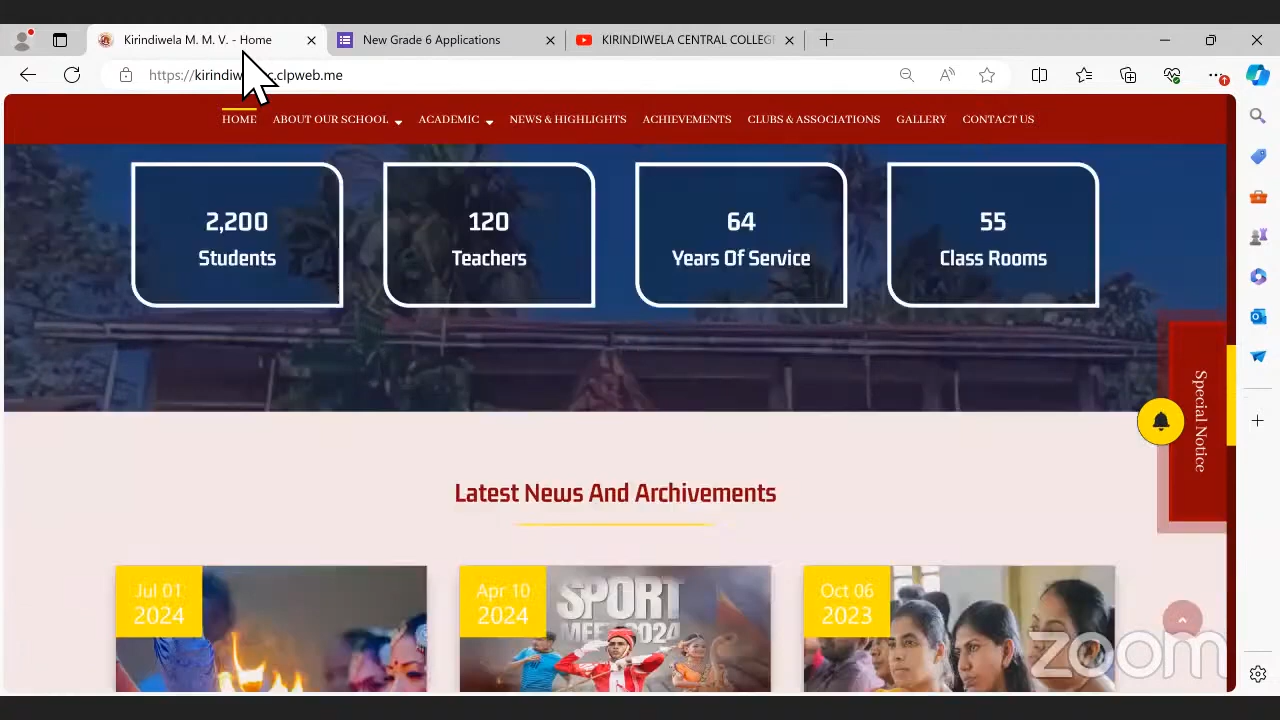 Kirindiwela M. M. V. - Home
New Grade 6 Applications
KIRINDIWELA CENTRAL COLLEG
clpweb.me
HOME ABOUT OUR SCHOOL ACADEMIC NEWS & HIGHLIGHTS ACHIEVEMENTS CLUBS & ASSOCIATIONS GALLERY CONTACT US
2,200
Students
120
Teachers
64
Years Of Service
55
Class Rooms
Special Notice
Latest News And Archivements
Jul 01
2024
Apr 10
2024
SPORT
MEET 2024
Oct 06
2023
zoom